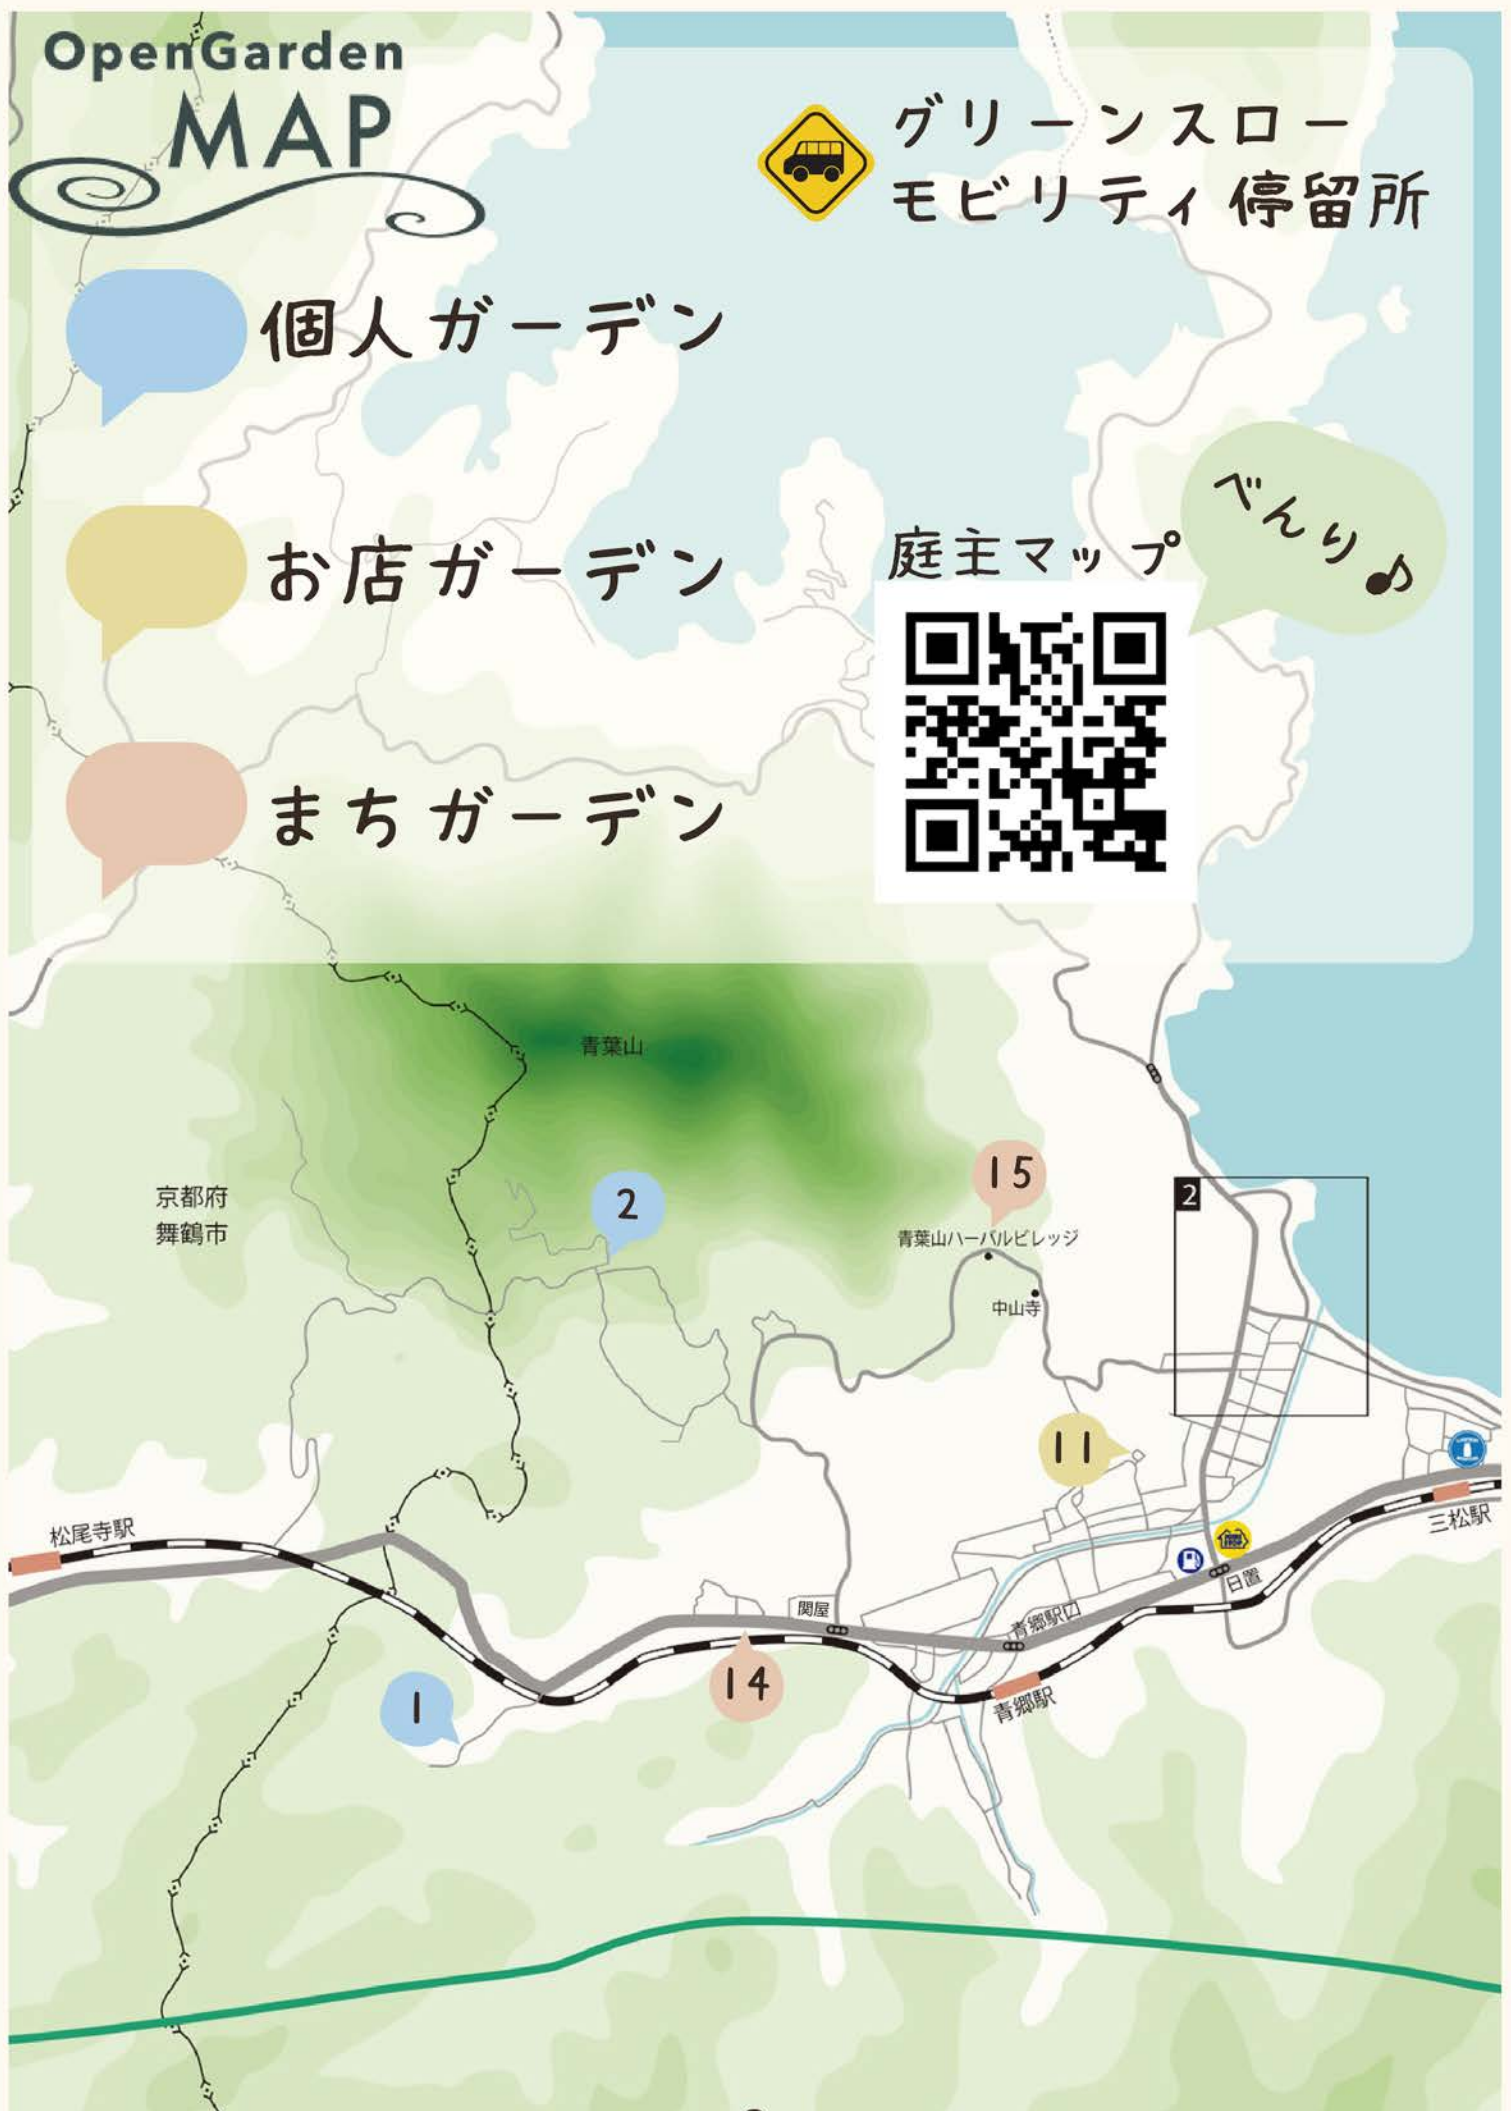 OpenGarden
MAP
グリーンスロー
モビリティ停留所
個人ガーデン
お店ガーデン
まちガーデン
庭主マップ
べんり♪
青葉山
京都府
舞鶴市
2
15
青葉山ハーバルビレッジ
中山寺
2
11
松尾寺駅
三松駅
日置
関屋
青郷駅口
青郷駅
14
1